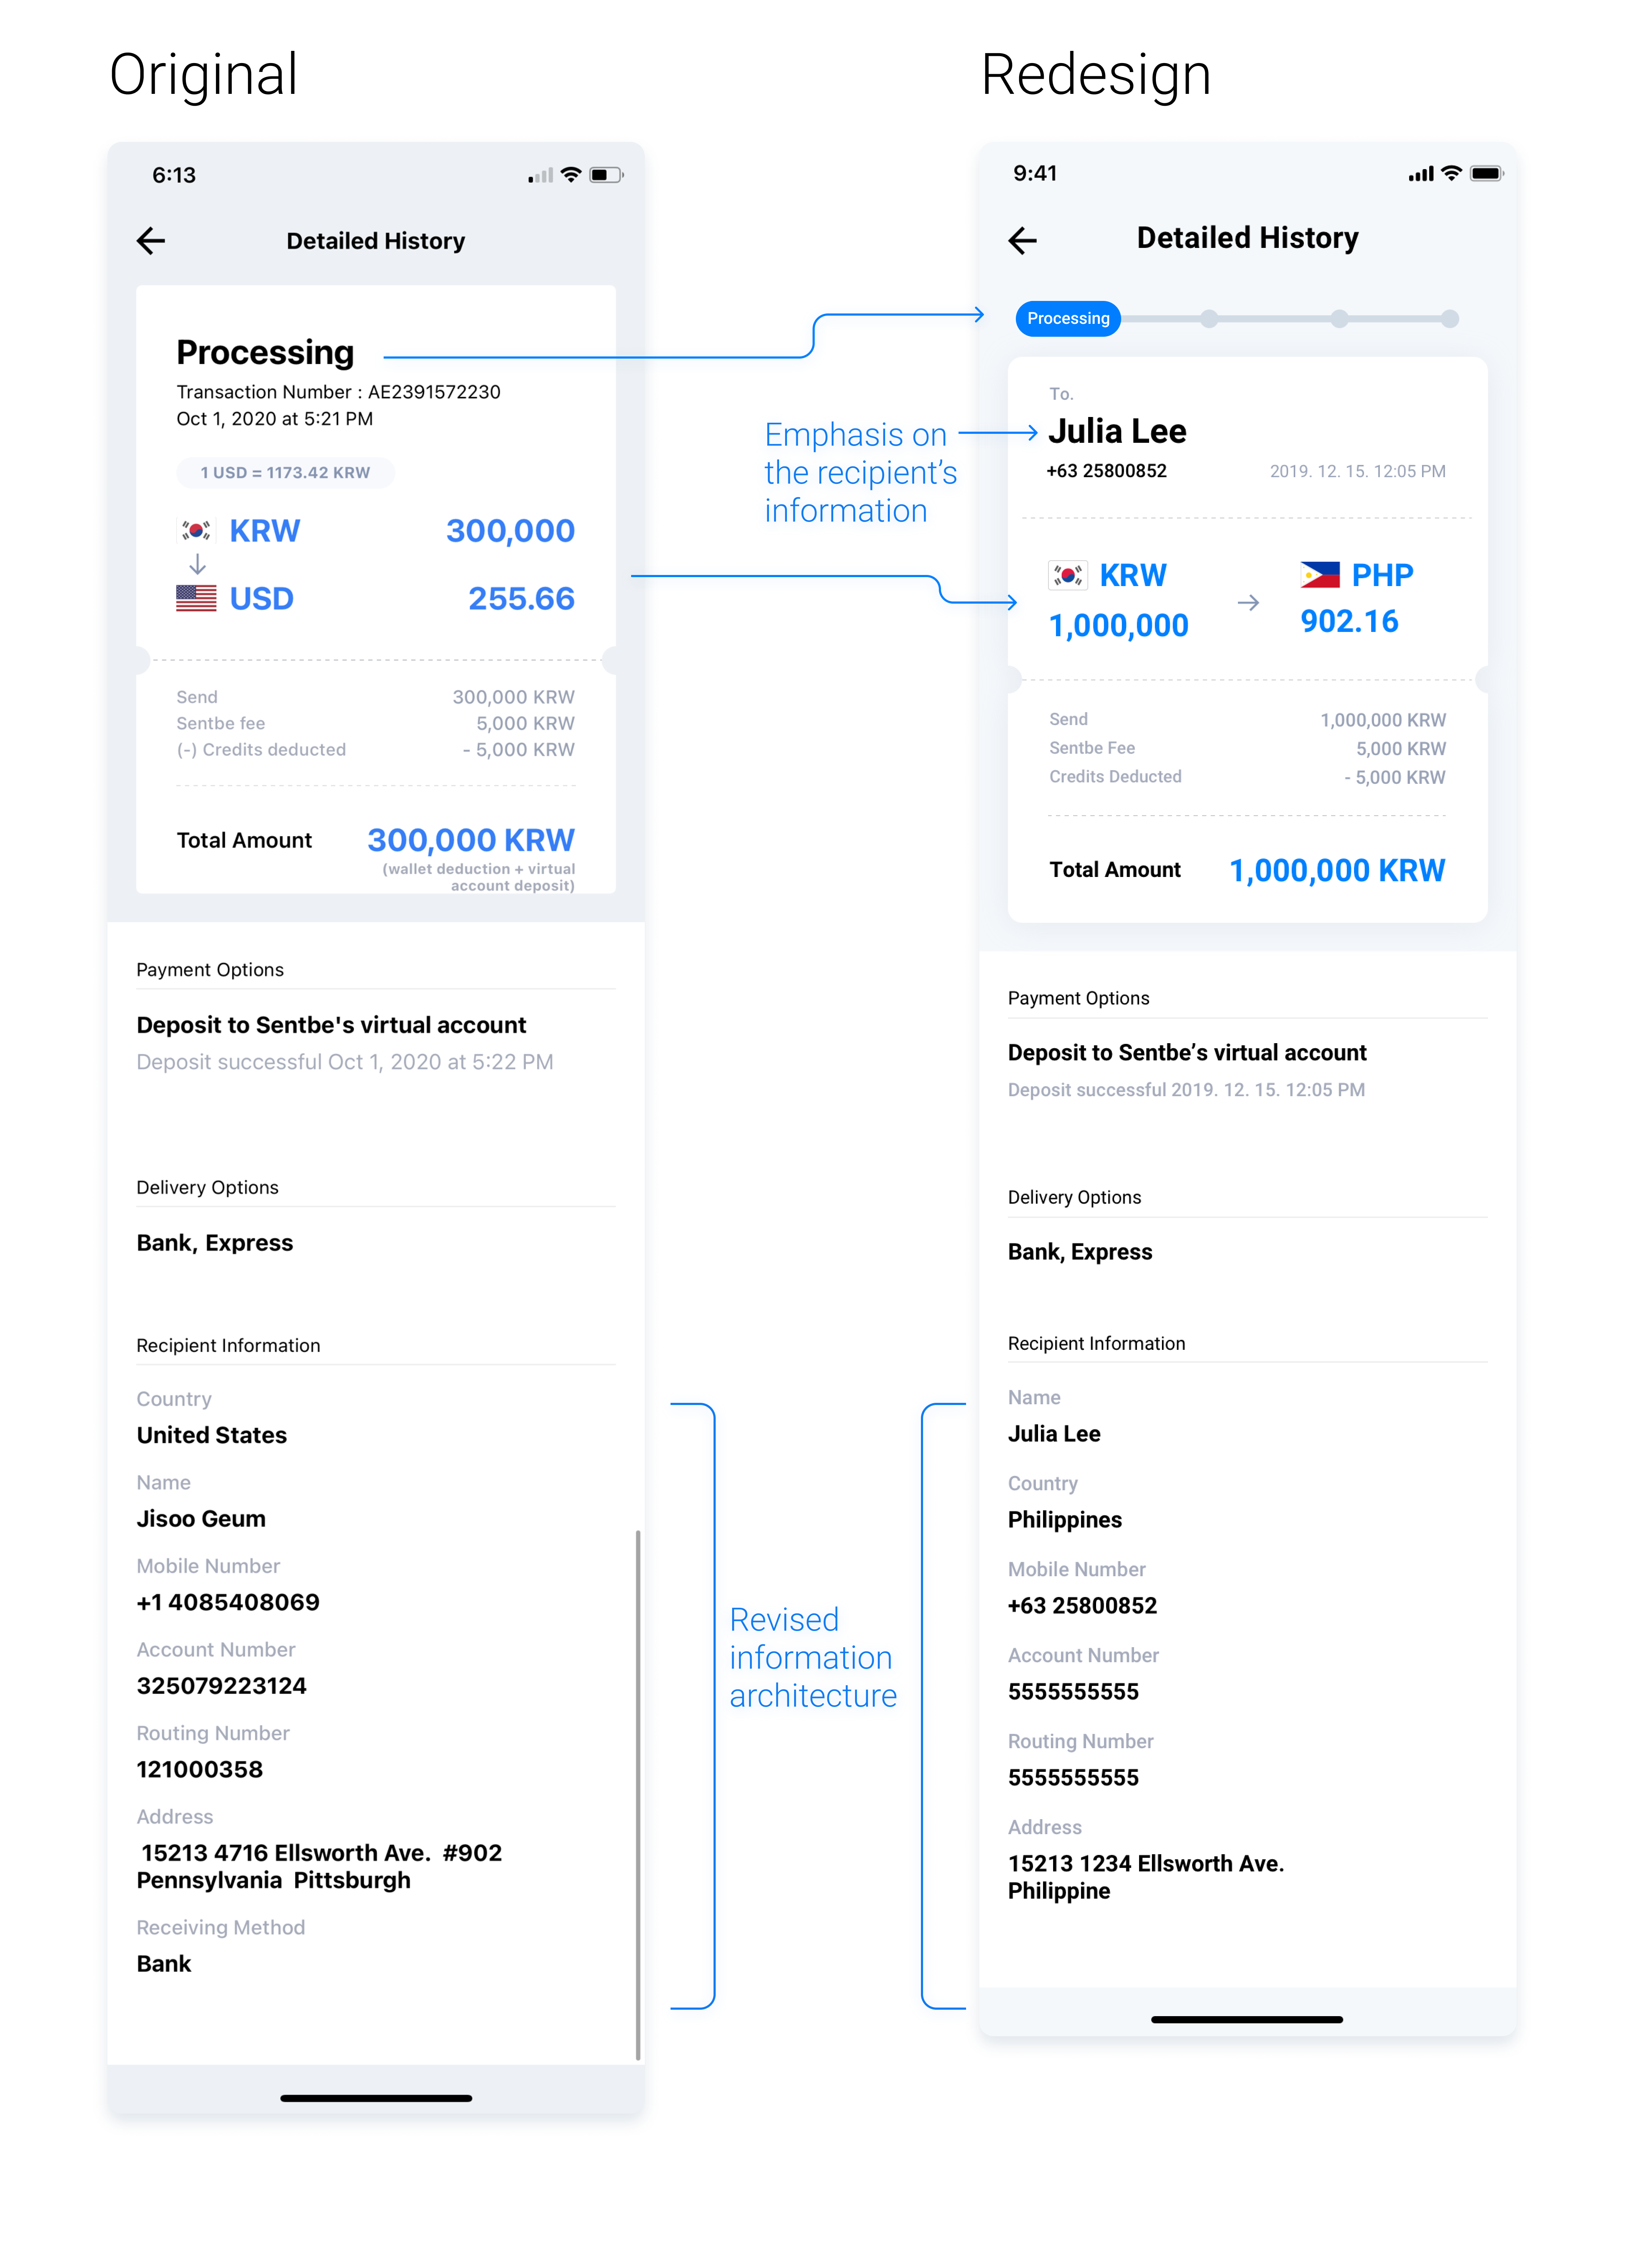 Original
6:13
Detailed History
Processing
Transaction Number : AE2391572230
Oct 1, 2020 at 5:21 PM
1 USD = 1173.42 KRW
KRW 300,000
USD 255.66
Send 300,000 KRW
Sentbe fee 5,000 KRW
(-) Credits deducted - 5,000 KRW
Total Amount 300,000 KRW
(wallet deduction + virtual
account deposit)
Payment Options
Deposit to Sentbe's virtual account
Deposit successful Oct 1, 2020 at 5:22 PM
Delivery Options
Bank, Express
Recipient Information
Country
United States
Name
Jisoo Geum
Mobile Number
+1 4085408069
Account Number
325079223124
Routing Number
121000358
Address
15213 4716 Ellsworth Ave. #902
Pennsylvania Pittsburgh
Receiving Method
Bank
Emphasis on
the recipient’s
information
Revised
information
architecture
Redesign
9:41
Detailed History
Processing
To.
Julia Lee
+63 25800852 2019. 12. 15. 12:05 PM
KRW PHP
1,000,000 902.16
Send 1,000,000 KRW
Sentbe Fee 5,000 KRW
Credits Deducted - 5,000 KRW
Total Amount 1,000,000 KRW
Payment Options
Deposit to Sentbe’s virtual account
Deposit successful 2019. 12. 15. 12:05 PM
Delivery Options
Bank, Express
Recipient Information
Name
Julia Lee
Country
Philippines
Mobile Number
+63 25800852
Account Number
5555555555
Routing Number
5555555555
Address
15213 1234 Ellsworth Ave.
Philippine